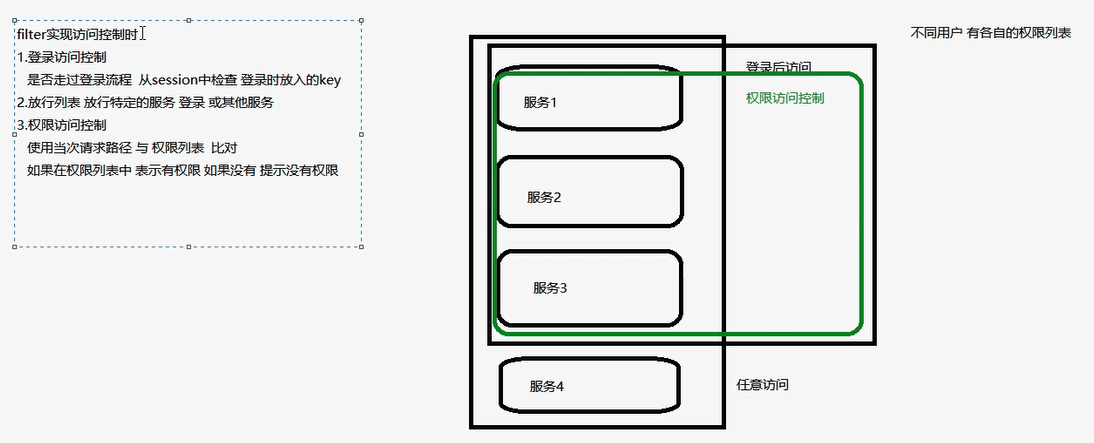 filter实现访问控制时
1.登录访问控制
是否走过登录流程 从session中检查 登录时放入的key
2.放行列表 放行特定的服务 登录 或其他服务
3.权限访问控制
使用当次请求路径 与 权限列表 比对
如果在权限列表中 表示有权限 如果没有 提示没有权限
登录后访问
权限访问控制
服务1
服务2
服务3
服务4
任意访问
不同用户 有各自的权限列表